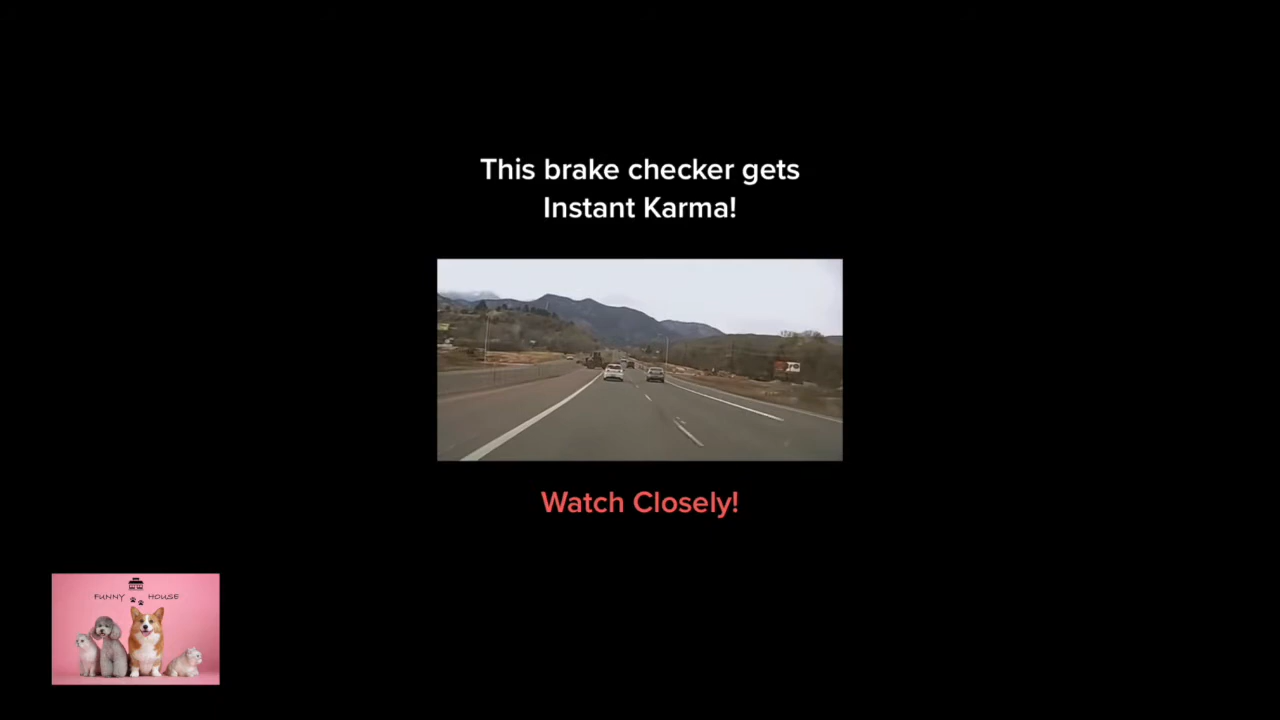 This brake checker gets
Instant Karma!
Watch Closely!
FUNNY HOUSE